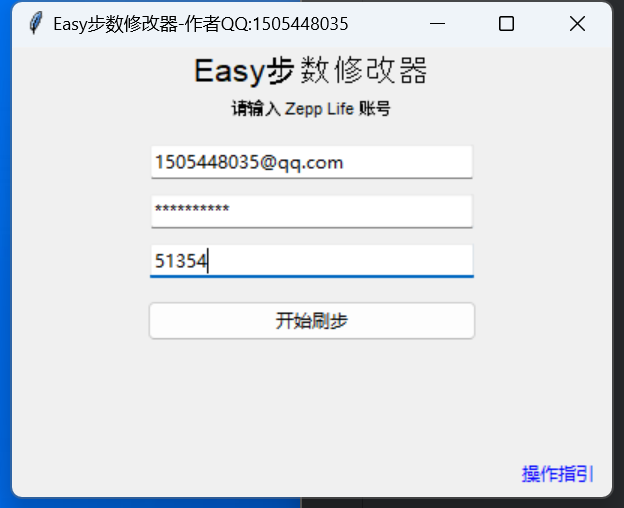 Easy步数修改器-作者QQ:1505448035
Easy步数修改器
请输入 Zepp Life 账号
1505448035@qq.com
**********
51354
开始刷步
操作指引